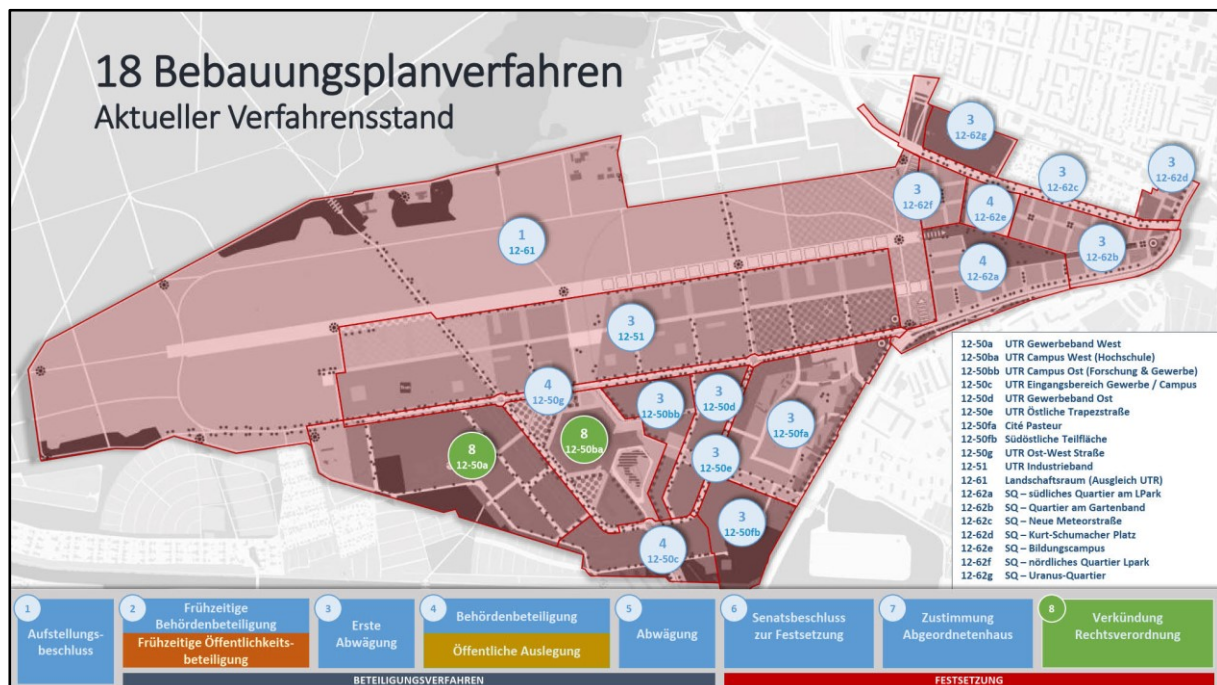 18 Bebauungsplanverfahren
Aktueller Verfahrensstand
3
12-62g
3
12-62c
3
12-62d
3
12-62f
4
12-62e
3
12-62b
4
12-62a
1
12-61
3
12-51
4
12-50g
3
12-50bb
3
12-50d
3
12-50fa
8
12-50a
8
12-50ba
3
12-50e
3
12-50fb
4
12-50c
12-50a UTR Gewerbeband West
12-50ba UTR Campus West (Hochschule)
12-50bb UTR Campus Ost (Forschung & Gewerbe)
12-50c UTR Eingangsbereich Gewerbe / Campus
12-50d UTR Gewerbeband Ost
12-50e UTR Östliche Trapezstraße
12-50fa Cité Pasteur
12-50fb Südöstliche Teilfläche
12-50g UTR Ost-West Straße
12-51 UTR Industrieband
12-61 Landschaftsraum (Ausgleich UTR)
12-62a SQ – südliches Quartier am LPark
12-62b SQ – Quartier am Gartenband
12-62c SQ – Neue Meteorstraße
12-62d SQ – Kurt-Schumacher Platz
12-62e SQ – Bildungscampus
12-62f SQ – nördliches Quartier Lpark
12-62g SQ – Uranus-Quartier
1
Aufstellungs-
beschluss
2
Frühzeitige
Behördenbeteiligung
Frühzeitige Öffentlichkeits-
beteiligung
3
Erste
Abwägung
4
Behördenbeteiligung
Öffentliche Auslegung
5
Abwägung
6
Senatsbeschluss
zur Festsetzung
7
Zustimmung
Abgeordnetenhaus
8
Verkündung
Rechtsverordnung
BETEILIGUNGSVERFAHREN
FESTSETZUNG